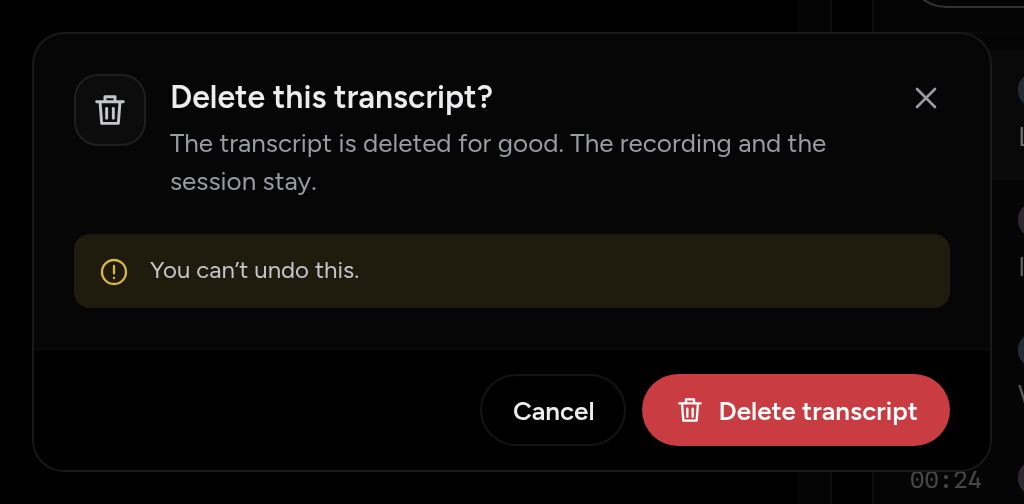 Delete this transcript?
The transcript is deleted for good. The recording and the
session stay.
You can’t undo this.
Cancel
Delete transcript
00:24